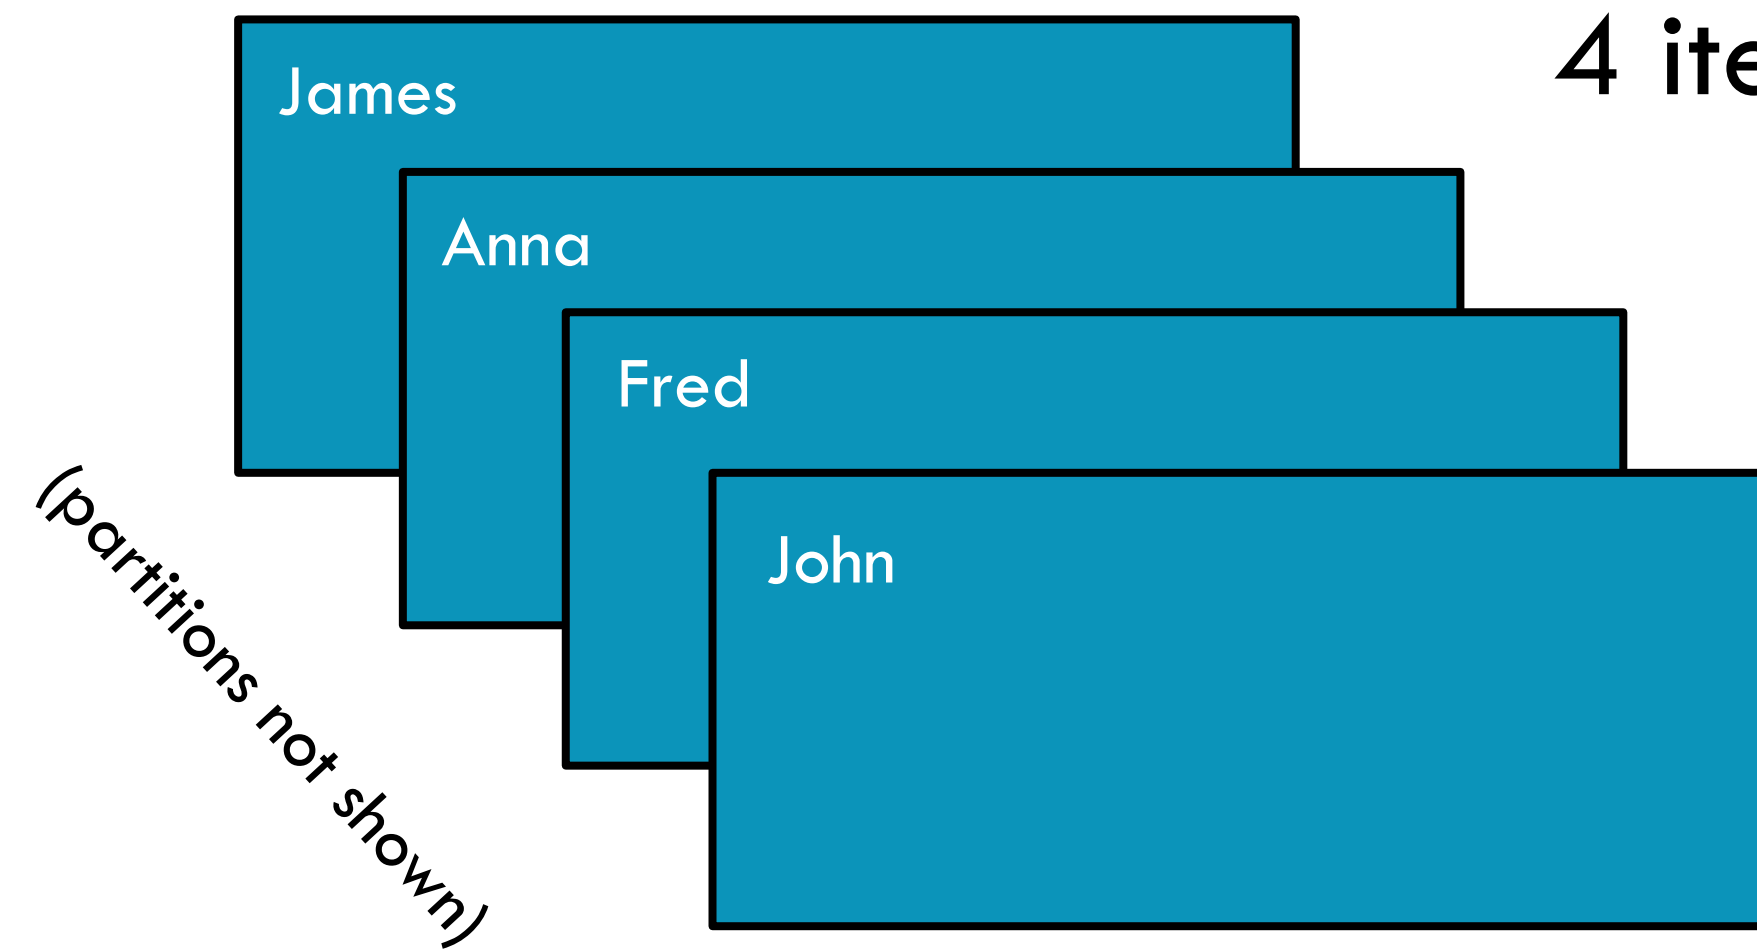 4 ite
James
Anna
Fred
John
(partitions not shown)